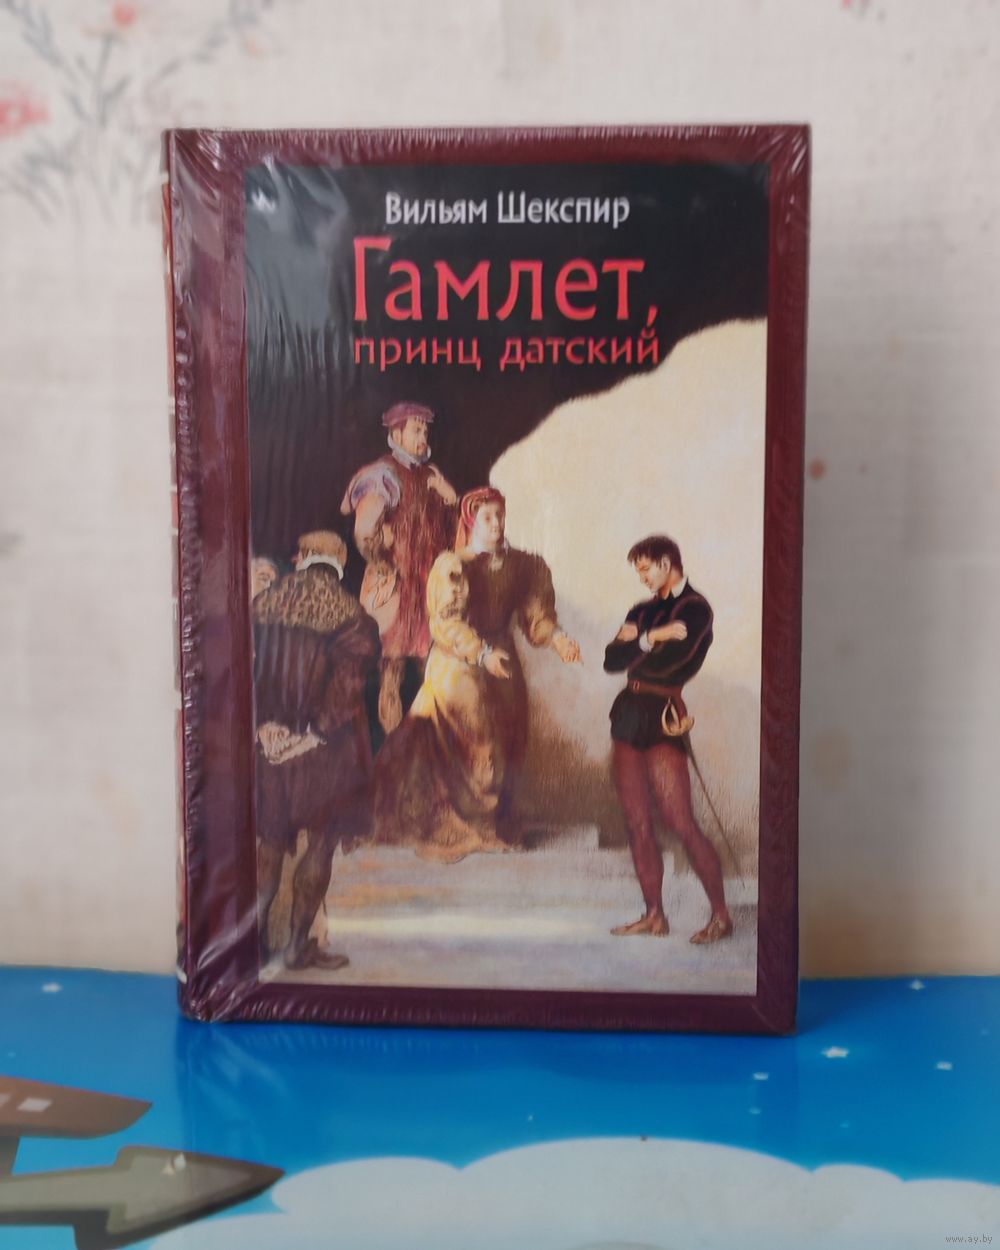 Вильям Шекспир
Гамлет,
принц датский
www.ay.by